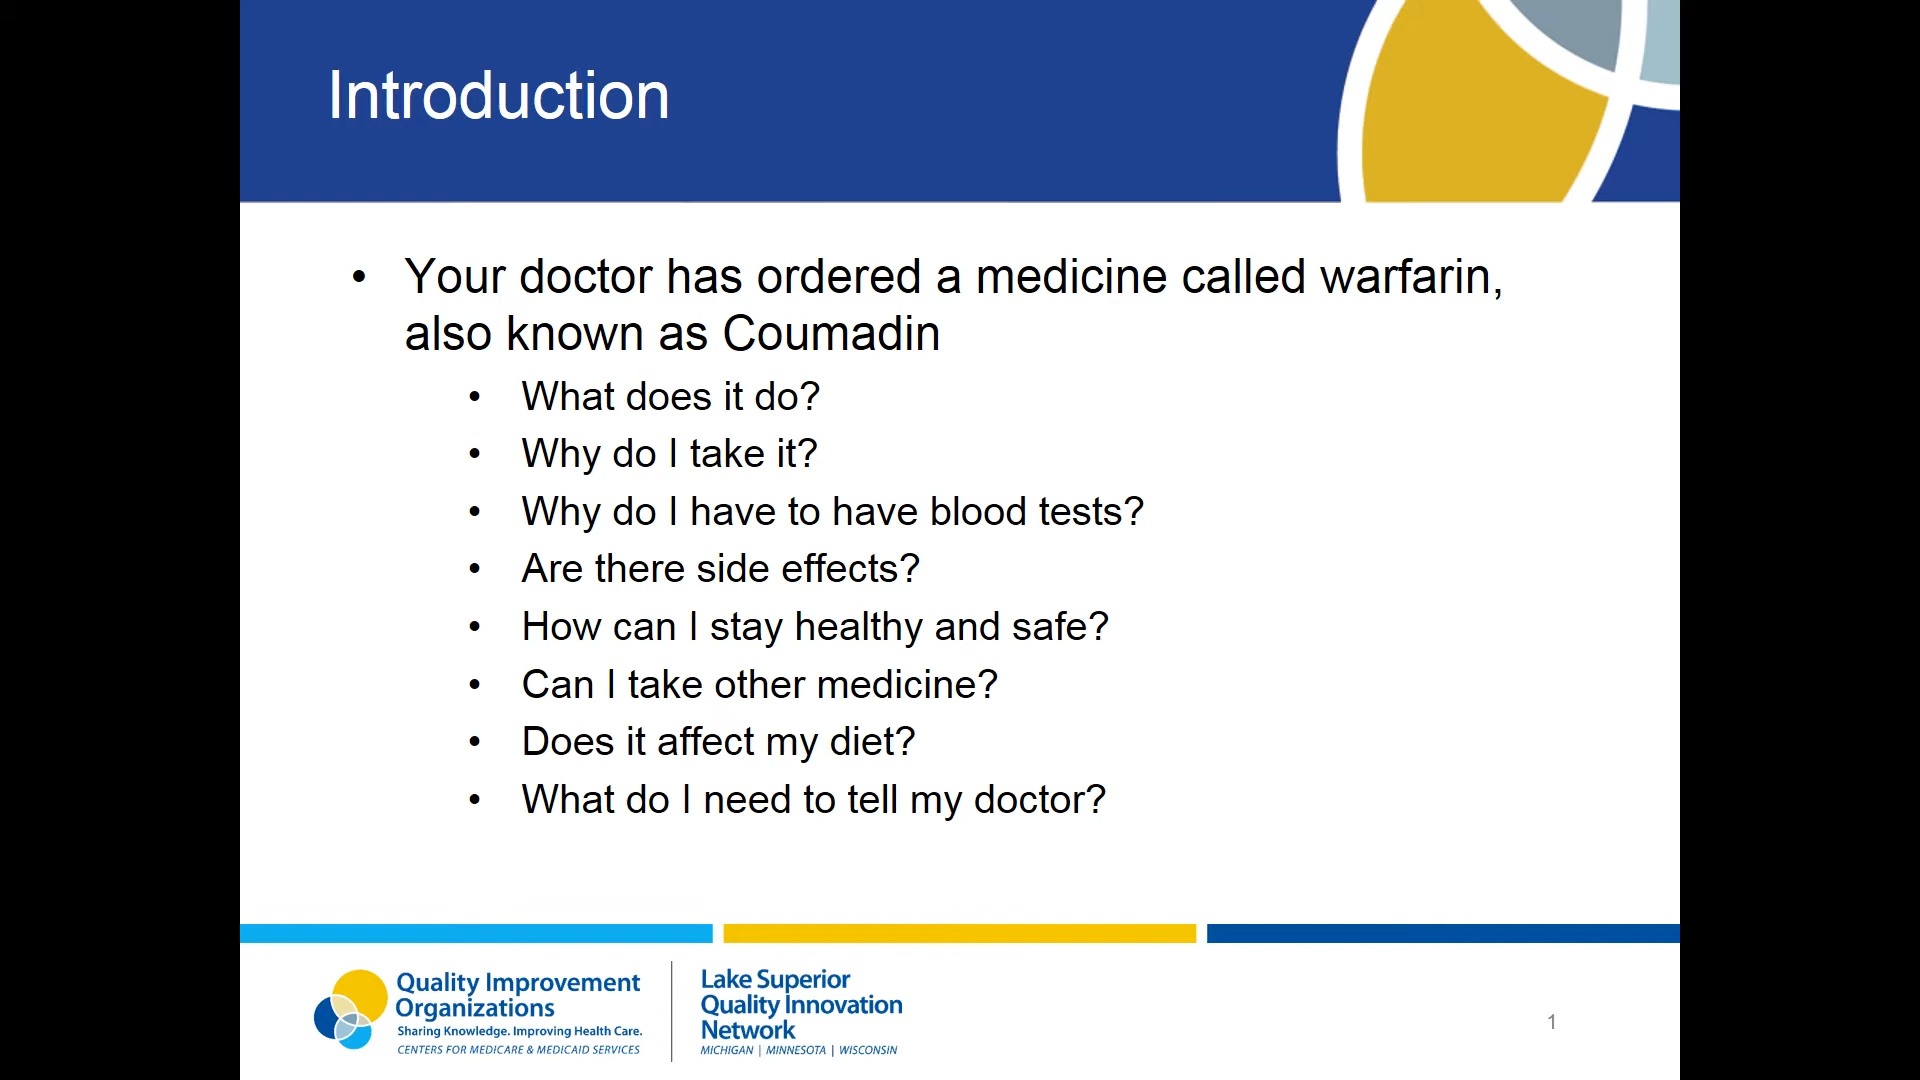 Introduction
• Your doctor has ordered a medicine called warfarin,
also known as Coumadin
• What does it do?
• Why do I take it?
• Why do I have to have blood tests?
• Are there side effects?
• How can I stay healthy and safe?
• Can I take other medicine?
• Does it affect my diet?
• What do I need to tell my doctor?
Quality Improvement
Organizations
Sharing Knowledge. Improving Health Care.
CENTERS FOR MEDICARE & MEDICAID SERVICES
Lake Superior
Quality Innovation
Network
MICHIGAN | MINNESOTA | WISCONSIN
1